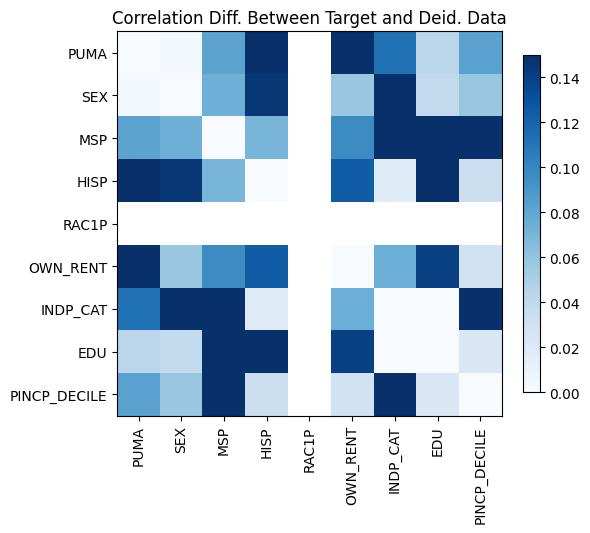 Correlation Diff. Between Target and Deid. Data
PUMA
SEX
MSP
HISP
RAC1P
OWN_RENT
INDP_CAT
EDU
PINCP_DECILE
PUMA
SEX
MSP
HISP
RAC1P
OWN_RENT
INDP_CAT
EDU
PINCP_DECILE
0.14
0.12
0.10
0.08
0.06
0.04
0.02
0.00